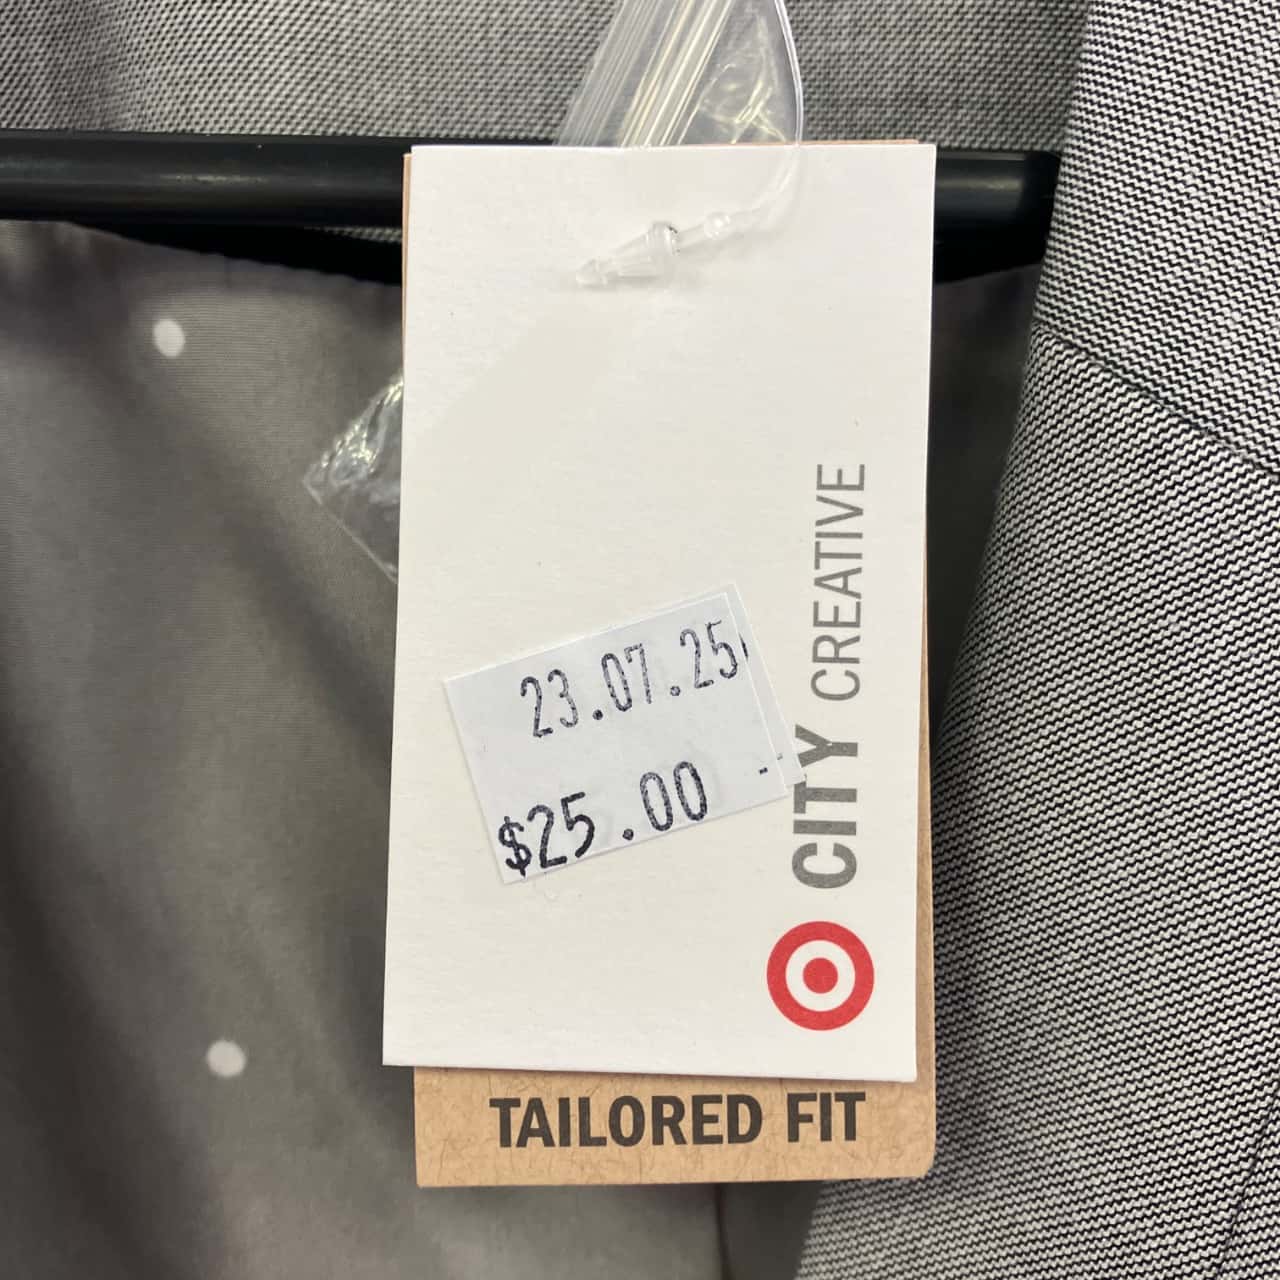 23.07.25
$25.00
CITY CREATIVE
TAILORED FIT